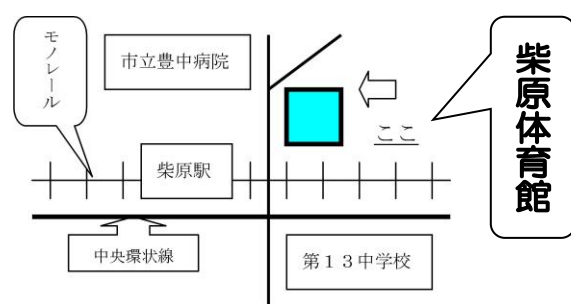 モノレール
市立豊中病院
柴原体育館
ここ
柴原駅
中央環状線
第１３中学校